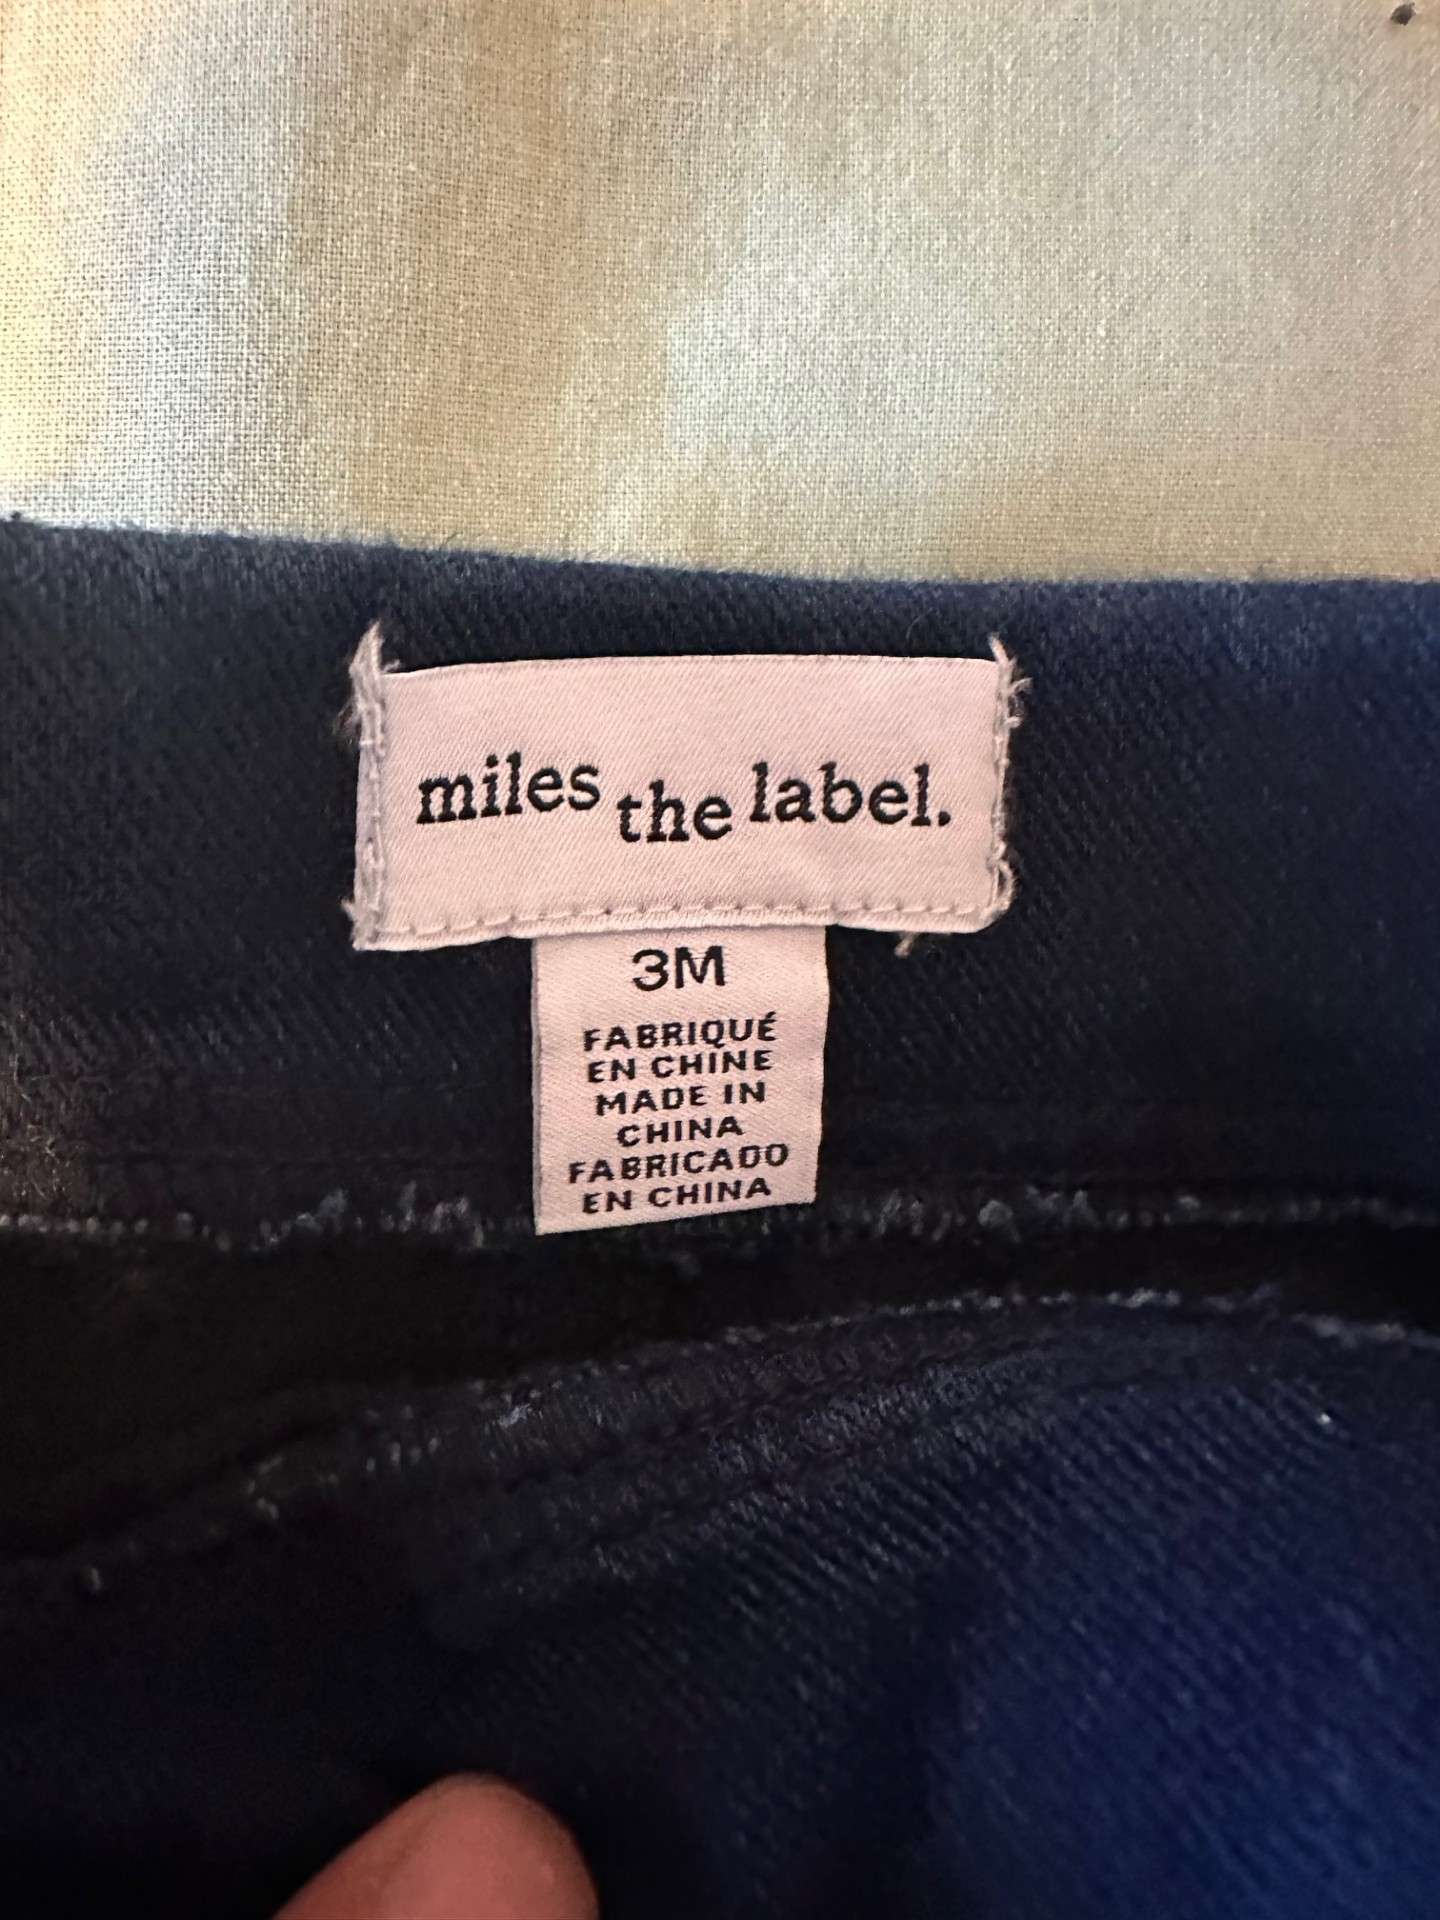 miles the label.
3M
FABRIQUÉ
EN CHINE
MADE IN
CHINA
FABRICADO
EN CHINA